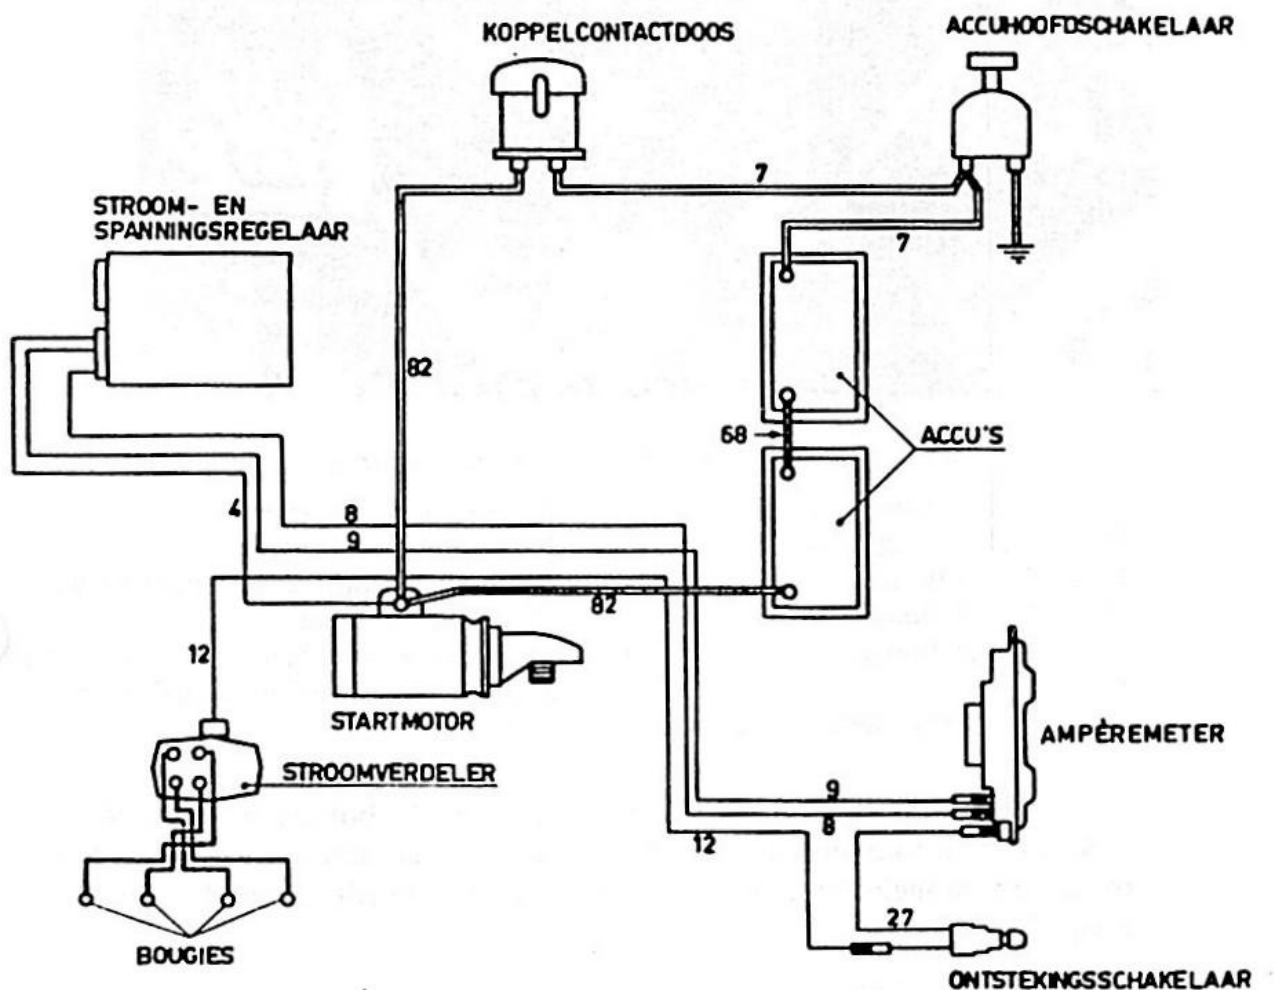 KOPPELCONTACTDOOS
ACCUHOOFDSCHAKELAAR
7
STROOM- EN
SPANNINGSREGELAAR
7
82
68
ACCU'S
4
8
9
82
12
STARTMOTOR
AMPÈREMETER
STROOMVERDELER
9
8
12
27
BOUGIES
ONTSTEKINGSSCHAKELAAR